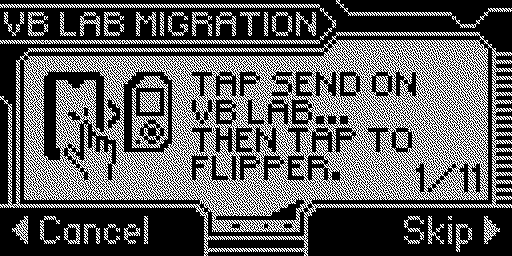 VB LAB MIGRATION
TAP SEND ON
VB LAB...
THEN TAP TO
FLIPPER.
1/11
Cancel
Skip